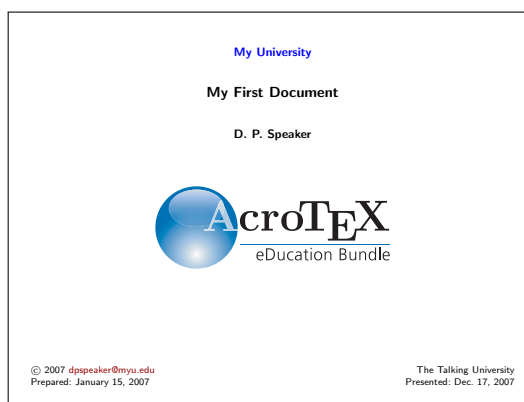 My University
My First Document
D. P. Speaker
AcroTEX
eDucation Bundle
© 2007 dpspeaker@myu.edu
Prepared: January 15, 2007
The Talking University
Presented: Dec. 17, 2007